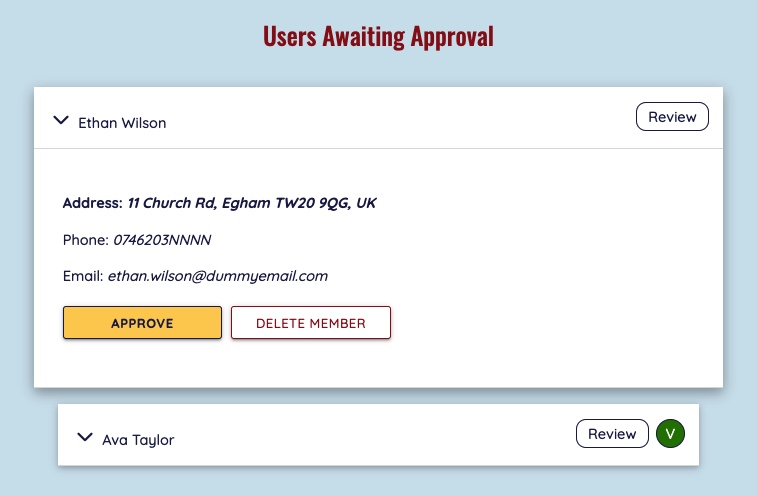 Users Awaiting Approval
Ethan Wilson Review
Address: 11 Church Rd, Egham TW20 9QG, UK
Phone: 0746203NNNN
Email: ethan.wilson@dummyemail.com
APPROVE DELETE MEMBER
Ava Taylor Review V